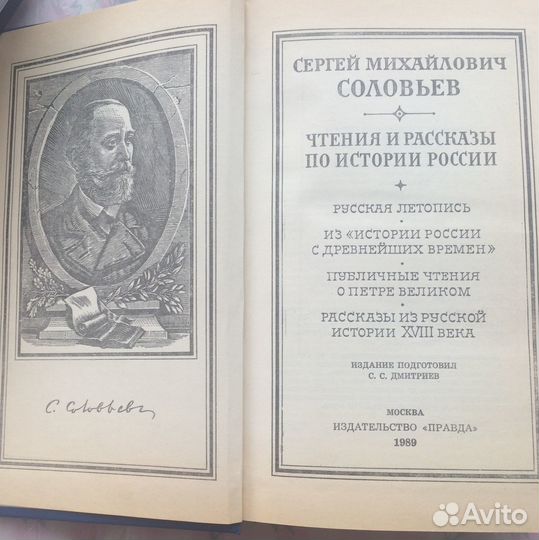 С. Соловьев
СЕРГЕЙ МИХАЙЛОВИЧ
СОЛОВЬЕВ
ЧТЕНИЯ И РАССКАЗЫ
ПО ИСТОРИИ РОССИИ
РУССКАЯ ЛЕТОПИСЬ
ИЗ «ИСТОРИИ РОССИИ
С ДРЕВНЕЙШИХ ВРЕМЕН»
ПУБЛИЧНЫЕ ЧТЕНИЯ
О ПЕТРЕ ВЕЛИКОМ
РАССКАЗЫ ИЗ РУССКОЙ
ИСТОРИИ XVIII ВЕКА
ИЗДАНИЕ ПОДГОТОВИЛ
С. С. ДМИТРИЕВ
МОСКВА
ИЗДАТЕЛЬСТВО «ПРАВДА»
1989
Avito